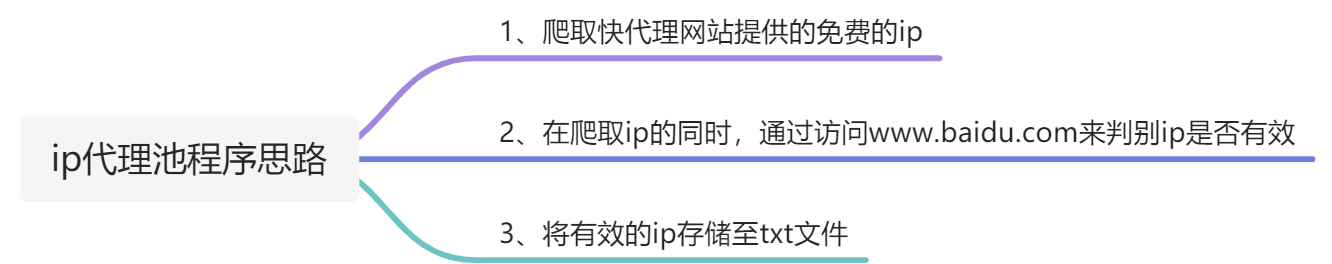 1、爬取快代理网站提供的免费的ip
ip代理池程序思路
2、在爬取ip的同时，通过访问www.baidu.com来判别ip是否有效
3、将有效的ip存储至txt文件